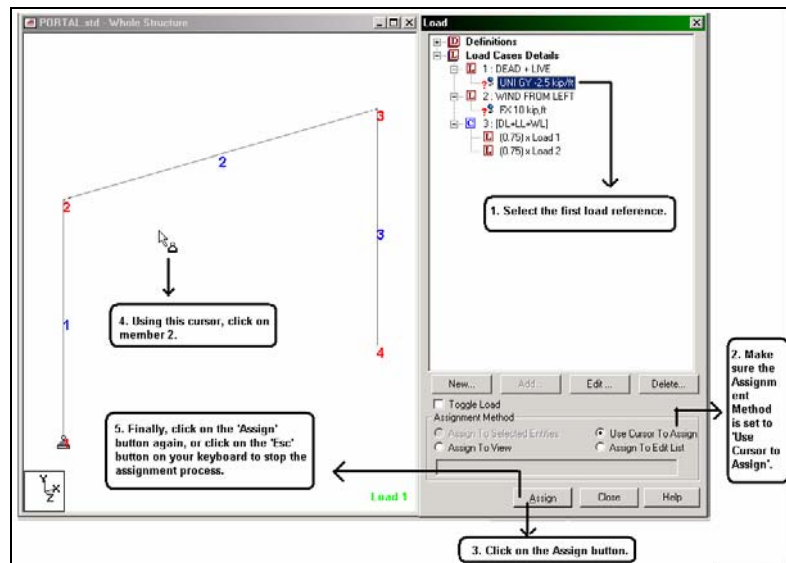 PORTAL.std - Whole Structure
3
2
2
3
1
4
Y
X
Z
Load 1
4. Using this cursor, click on
member 2.
5. Finally, click on the 'Assign'
button again, or click on the 'Esc'
button on your keyboard to stop
the assignment process.
Load
Definitions
Load Cases Details
1 : DEAD + LIVE
UNI GY -2.5 kip/ft
2 : WIND FROM LEFT
FX 10 kip,ft
3 : [DL+LL+WL]
(0.75) x Load 1
(0.75) x Load 2
1. Select the first load reference.
New...
Add...
Edit...
Delete...
Toggle Load
Assignment Method
Assign To Selected Entities
Use Cursor To Assign
Assign To View
Assign To Edit List
Assign
Close
Help
2. Make
sure the
Assignm
ent
Method
is set to
'Use
Cursor to
Assign'.
3. Click on the Assign button.